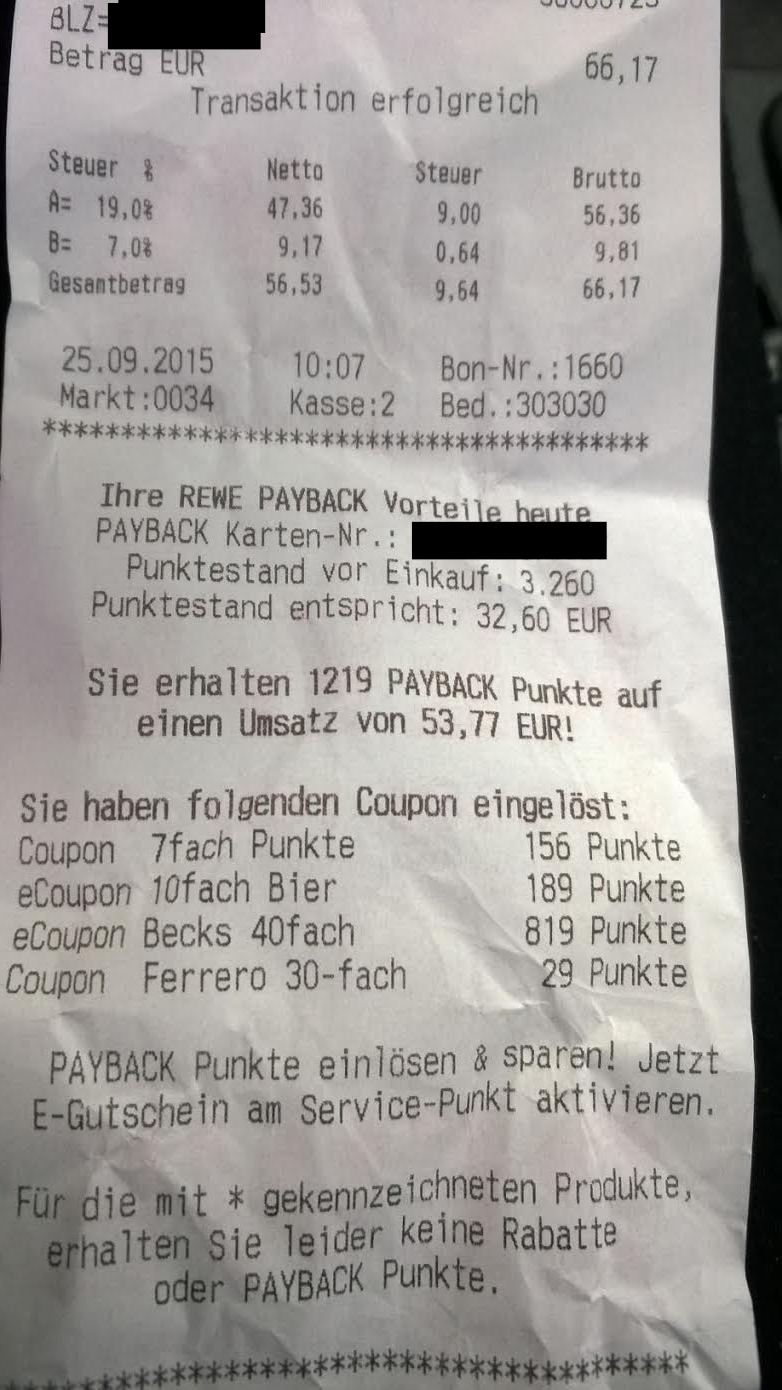 BLZ=
Betrag EUR 66,17
Transaktion erfolgreich
Steuer % Netto Steuer Brutto
A= 19,0% 47,36 9,00 56,36
B= 7,0% 9,17 0,64 9,81
Gesamtbetrag 56,53 9,64 66,17
25.09.2015 10:07 Bon-Nr.:1660
Markt:0034 Kasse:2 Bed.:303030
****************************************
Ihre REWE PAYBACK Vorteile heute
PAYBACK Karten-Nr.:
Punktestand vor Einkauf: 3.260
Punktestand entspricht: 32,60 EUR
Sie erhalten 1219 PAYBACK Punkte auf
einen Umsatz von 53,77 EUR!
Sie haben folgenden Coupon eingelöst:
Coupon 7fach Punkte 156 Punkte
eCoupon 10fach Bier 189 Punkte
eCoupon Becks 40fach 819 Punkte
Coupon Ferrero 30-fach 29 Punkte
PAYBACK Punkte einlösen & sparen! Jetzt
E-Gutschein am Service-Punkt aktivieren.
Für die mit * gekennzeichneten Produkte,
erhalten Sie leider keine Rabatte
oder PAYBACK Punkte.
****************************************